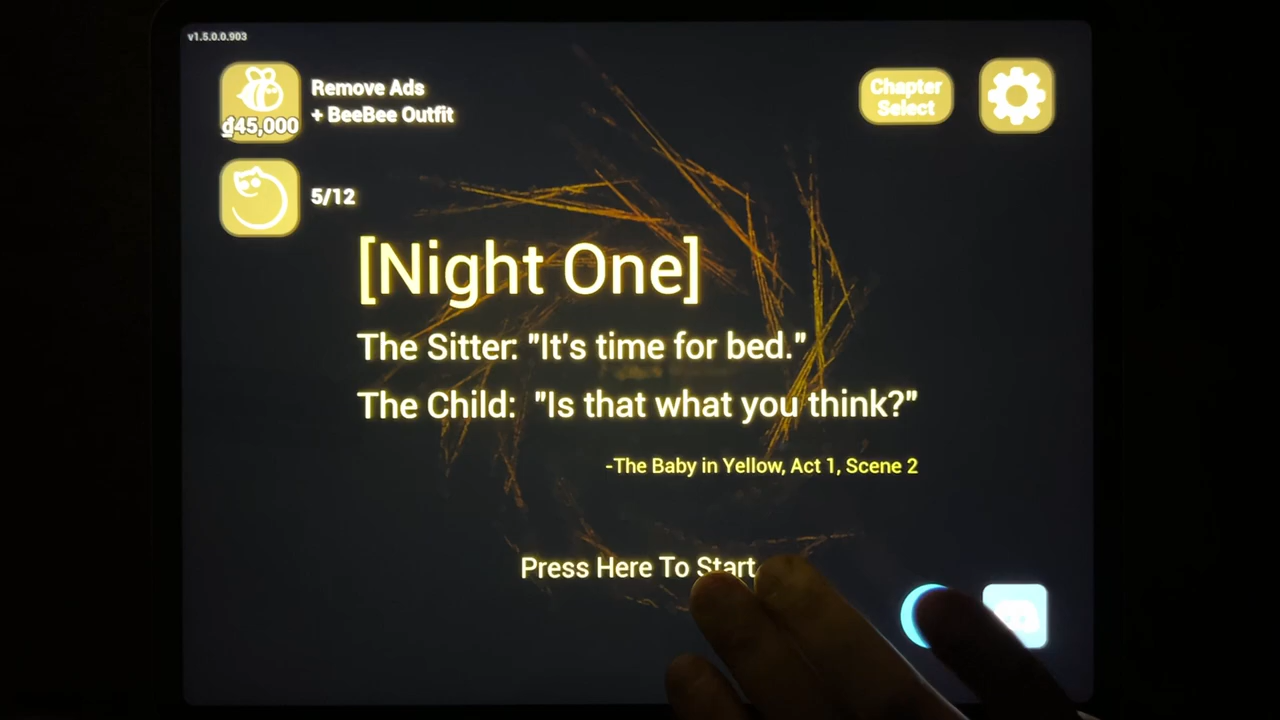 v1.5.0.0.903
Remove Ads
+ BeeBee Outfit
₫45,000
Chapter
Select
5/12
[Night One]
The Sitter: "It's time for bed."
The Child: "Is that what you think?"
-The Baby in Yellow, Act 1, Scene 2
Press Here To Start